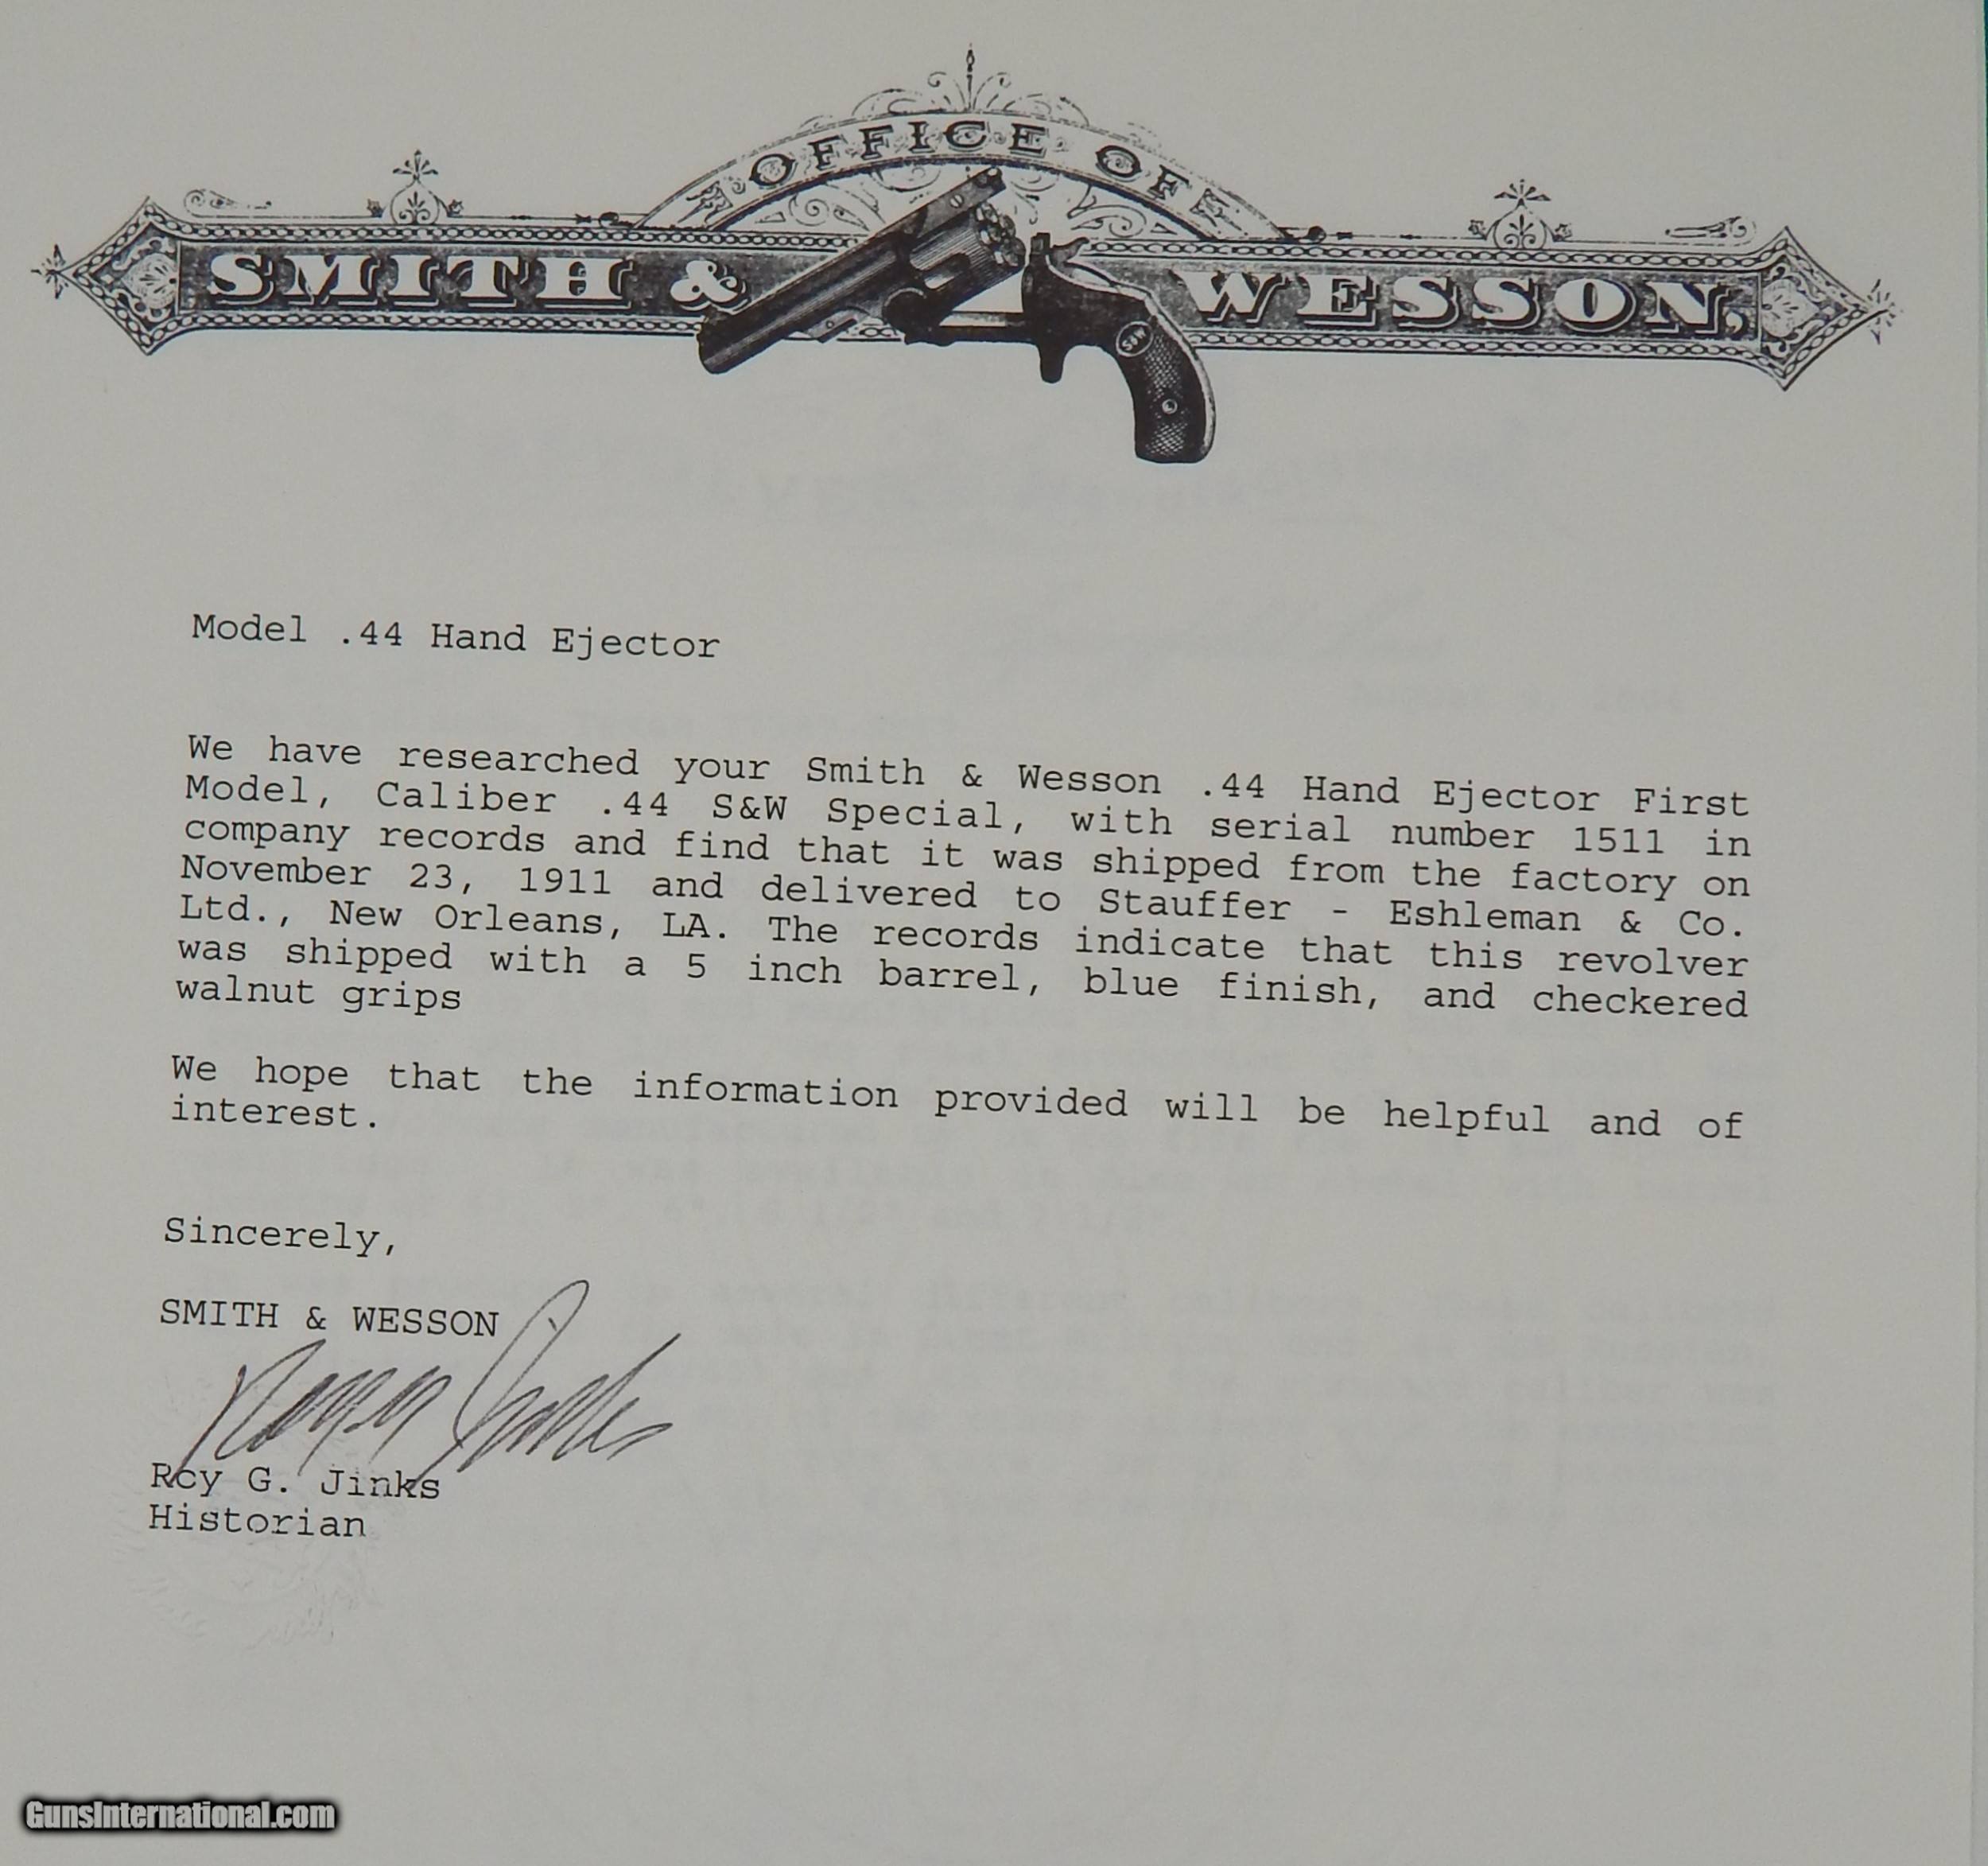 OFFICE OF
SMITH & WESSON,
S&W
Model .44 Hand Ejector
We have researched your Smith & Wesson .44 Hand Ejector First
Model, Caliber .44 S&W Special, with serial number 1511 in
company records and find that it was shipped from the factory on
November 23, 1911 and delivered to Stauffer - Eshleman & Co.
Ltd., New Orleans, LA. The records indicate that this revolver
was shipped with a 5 inch barrel, blue finish, and checkered
walnut grips
We hope that the information provided will be helpful and of
interest.
Sincerely,
SMITH & WESSON
Roy G. Jinks
Historian
GunsInternational.com